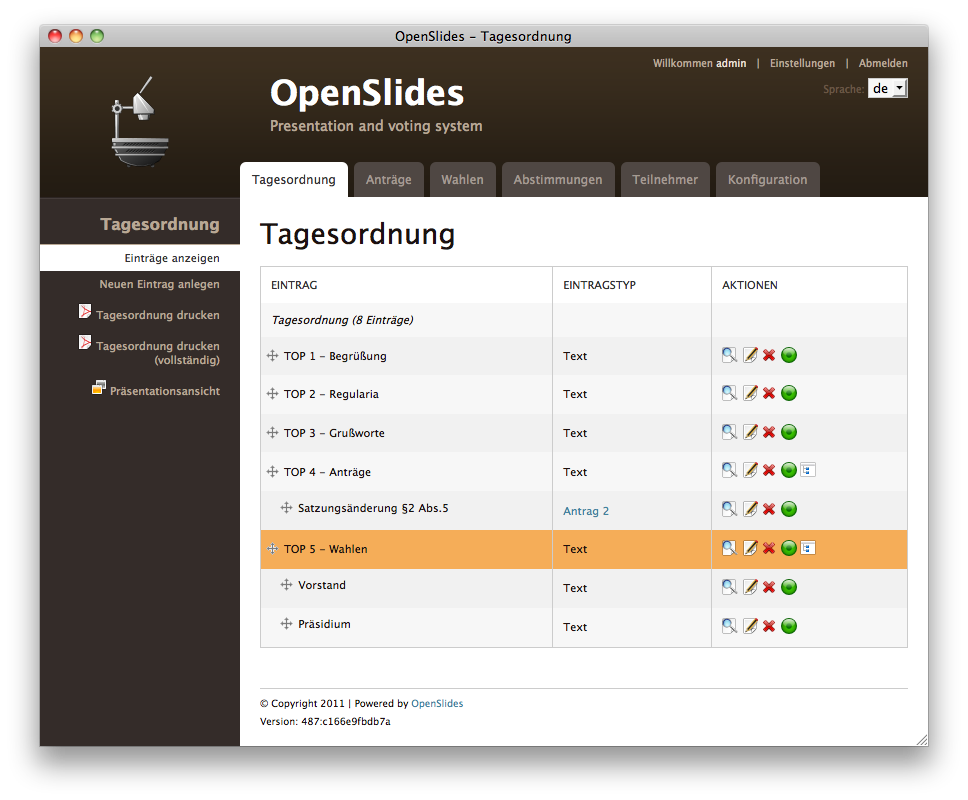 OpenSlides – Tagesordnung
Willkommen admin | Einstellungen | Abmelden
Sprache: de
OpenSlides
Presentation and voting system
Tagesordnung Anträge Wahlen Abstimmungen Teilnehmer Konfiguration
Tagesordnung
Einträge anzeigen
Neuen Eintrag anlegen
Tagesordnung drucken
Tagesordnung drucken
(vollständig)
Präsentationsansicht
Tagesordnung
EINTRAG EINTRAGSTYP AKTIONEN
Tagesordnung (8 Einträge)
TOP 1 – Begrüßung Text
TOP 2 – Regularia Text
TOP 3 – Grußworte Text
TOP 4 – Anträge Text
Satzungsänderung §2 Abs.5 Antrag 2
TOP 5 – Wahlen Text
Vorstand Text
Präsidium Text
© Copyright 2011 | Powered by OpenSlides
Version: 487:c166e9fbdb7a